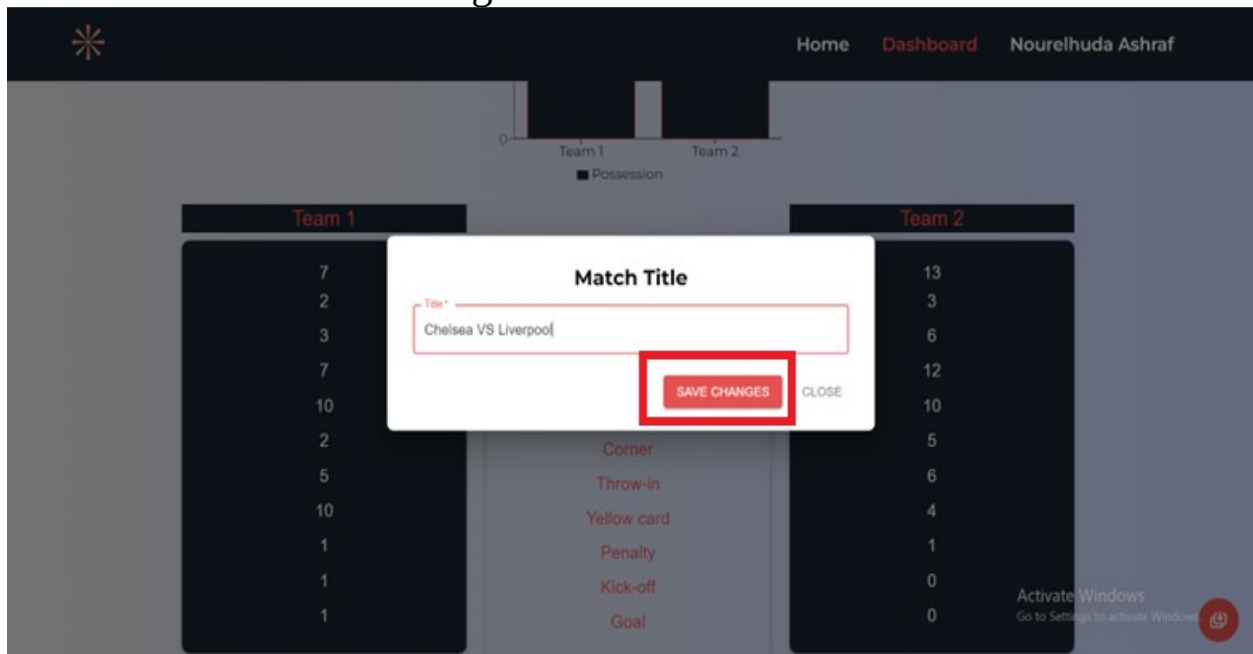 Home Dashboard Nourelhuda Ashraf
0
Team 1 Team 2
Possession
Team 1 Team 2
Match Title
Title *
Chelsea VS Liverpool
SAVE CHANGES CLOSE
7 13
2 3
3 6
7 12
10 10
2 Corner 5
5 Throw-in 6
10 Yellow card 4
1 Penalty 1
1 Kick-off 0
1 Goal 0
Activate Windows
Go to Settings to activate Windows.